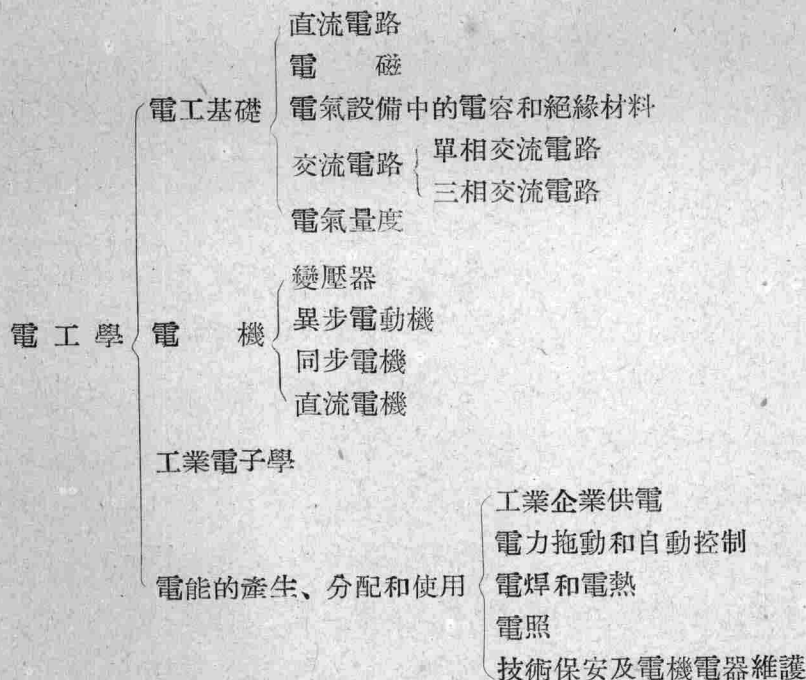 直流電路
電　　磁
電工基礎
電氣設備中的電容和絕緣材料
交流電路
單相交流電路
三相交流電路
電氣量度
電工學
電　　機
變壓器
異步電動機
同步電機
直流電機
工業電子學
電能的產生、分配和使用
工業企業供電
電力拖動和自動控制
電焊和電熱
電照
技術保安及電機電器維護